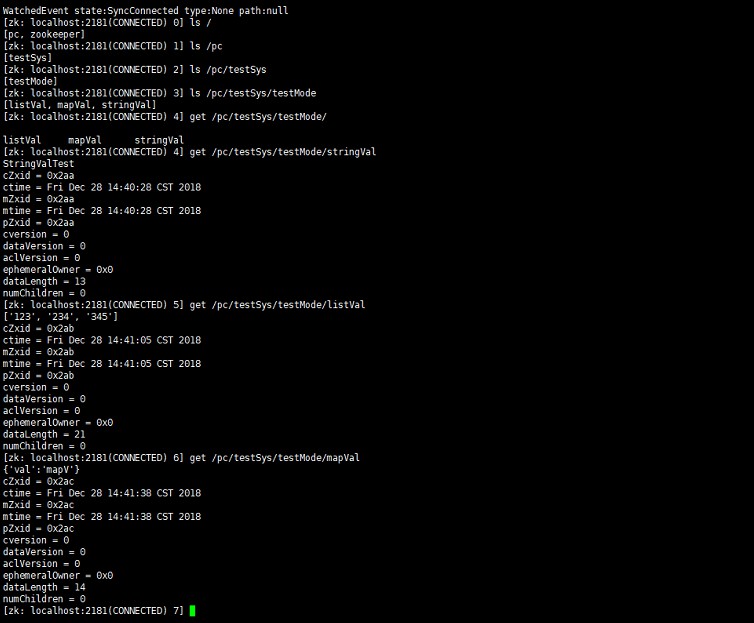 WatchedEvent state:SyncConnected type:None path:null
[zk: localhost:2181(CONNECTED) 0] ls /
[pc, zookeeper]
[zk: localhost:2181(CONNECTED) 1] ls /pc
[testSys]
[zk: localhost:2181(CONNECTED) 2] ls /pc/testSys
[testMode]
[zk: localhost:2181(CONNECTED) 3] ls /pc/testSys/testMode
[listVal, mapVal, stringVal]
[zk: localhost:2181(CONNECTED) 4] get /pc/testSys/testMode/
listVal     mapVal      stringVal
[zk: localhost:2181(CONNECTED) 4] get /pc/testSys/testMode/stringVal
StringValTest
cZxid = 0x2aa
ctime = Fri Dec 28 14:40:28 CST 2018
mZxid = 0x2aa
mtime = Fri Dec 28 14:40:28 CST 2018
pZxid = 0x2aa
cversion = 0
dataVersion = 0
aclVersion = 0
ephemeralOwner = 0x0
dataLength = 13
numChildren = 0
[zk: localhost:2181(CONNECTED) 5] get /pc/testSys/testMode/listVal
['123', '234', '345']
cZxid = 0x2ab
ctime = Fri Dec 28 14:41:05 CST 2018
mZxid = 0x2ab
mtime = Fri Dec 28 14:41:05 CST 2018
pZxid = 0x2ab
cversion = 0
dataVersion = 0
aclVersion = 0
ephemeralOwner = 0x0
dataLength = 21
numChildren = 0
[zk: localhost:2181(CONNECTED) 6] get /pc/testSys/testMode/mapVal
{'val':'mapV'}
cZxid = 0x2ac
ctime = Fri Dec 28 14:41:38 CST 2018
mZxid = 0x2ac
mtime = Fri Dec 28 14:41:38 CST 2018
pZxid = 0x2ac
cversion = 0
dataVersion = 0
aclVersion = 0
ephemeralOwner = 0x0
dataLength = 14
numChildren = 0
[zk: localhost:2181(CONNECTED) 7]